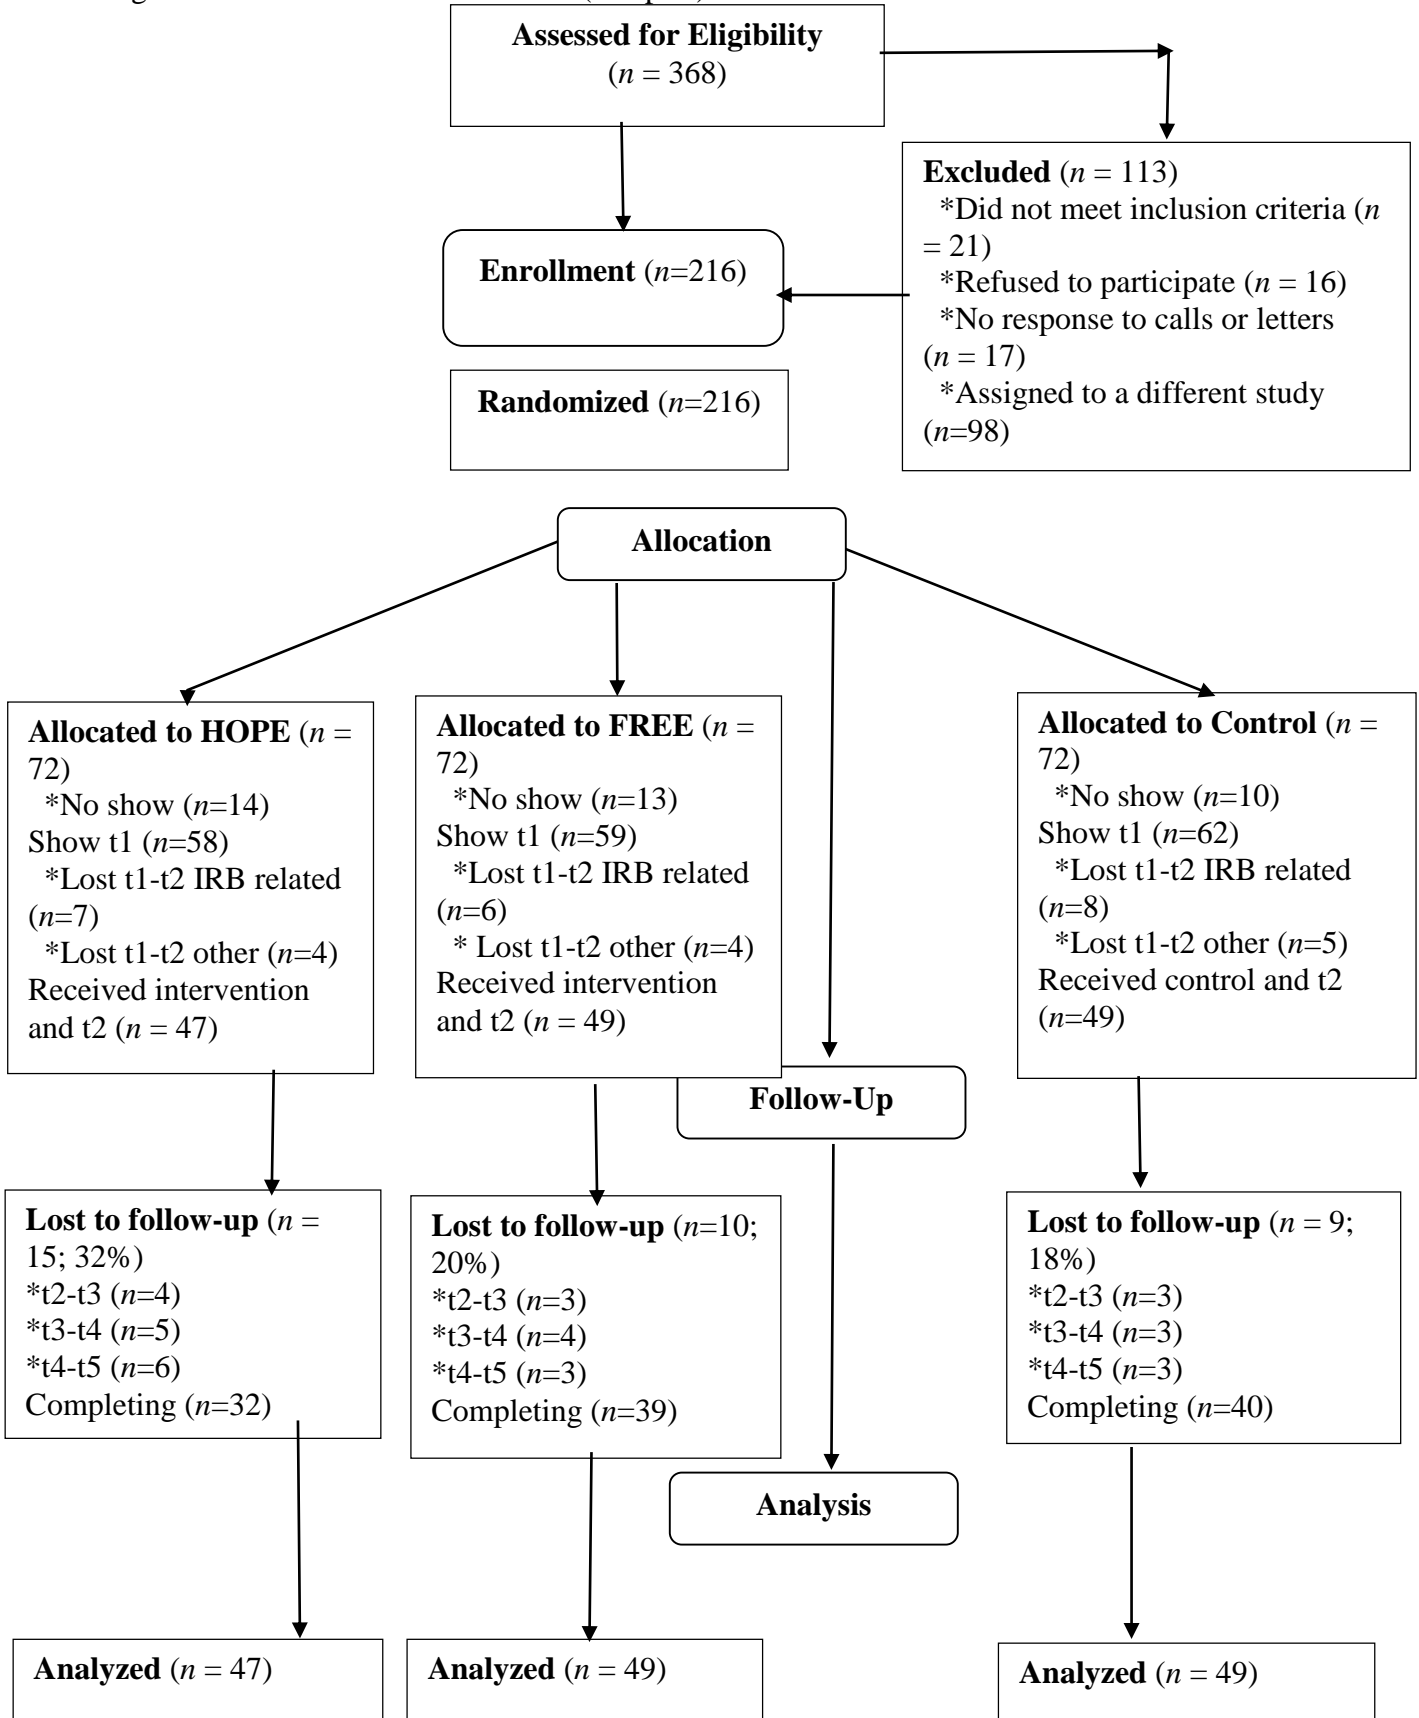 Assessed for Eligibility
(n = 368)
Excluded (n = 113)
*Did not meet inclusion criteria (n
= 21)
*Refused to participate (n = 16)
*No response to calls or letters
(n = 17)
*Assigned to a different study
(n=98)
Enrollment (n=216)
Randomized (n=216)
Allocation
Allocated to HOPE (n =
72)
*No show (n=14)
Show t1 (n=58)
*Lost t1-t2 IRB related
(n=7)
*Lost t1-t2 other (n=4)
Received intervention
and t2 (n = 47)
Allocated to FREE (n =
72)
*No show (n=13)
Show t1 (n=59)
*Lost t1-t2 IRB related
(n=6)
* Lost t1-t2 other (n=4)
Received intervention
and t2 (n = 49)
Allocated to Control (n =
72)
*No show (n=10)
Show t1 (n=62)
*Lost t1-t2 IRB related
(n=8)
*Lost t1-t2 other (n=5)
Received control and t2
(n=49)
Follow-Up
Lost to follow-up (n =
15; 32%)
*t2-t3 (n=4)
*t3-t4 (n=5)
*t4-t5 (n=6)
Completing (n=32)
Lost to follow-up (n=10;
20%)
*t2-t3 (n=3)
*t3-t4 (n=4)
*t4-t5 (n=3)
Completing (n=39)
Lost to follow-up (n = 9;
18%)
*t2-t3 (n=3)
*t3-t4 (n=3)
*t4-t5 (n=3)
Completing (n=40)
Analysis
Analyzed (n = 47)
Analyzed (n = 49)
Analyzed (n = 49)